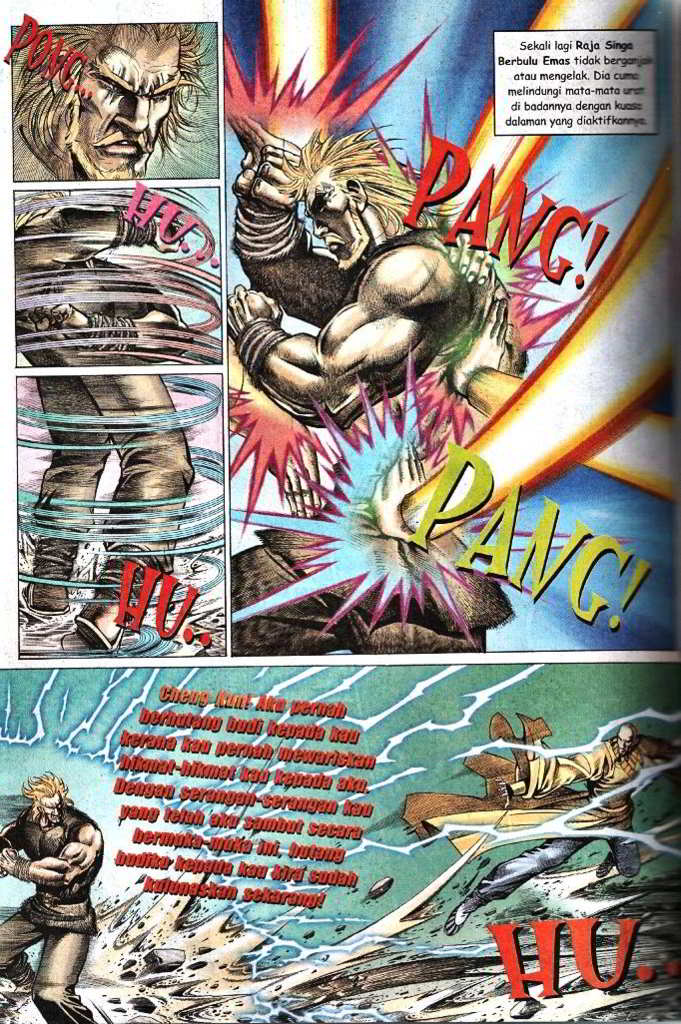 PONG...
Sekali lagi Raja Singa
Berbulu Emas tidak berganjak
atau mengelak. Dia cuma
melindungi mata-mata urat
di badannya dengan kuasa
dalaman yang diaktifkannya.
HU...
PANG!
HU..
PANG!
Cheng Kun! Aku pernah
berhutang budi kepada kau
kerana kau pernah mewariskan
hikmat-hikmat kau kepada aku.
Dengan serangan-serangan kau
yang telah aku sambut secara
bermuka-muka ini, hutang
budiku kepada kau kira sudah
kulangsaikan sekarang!
HU..